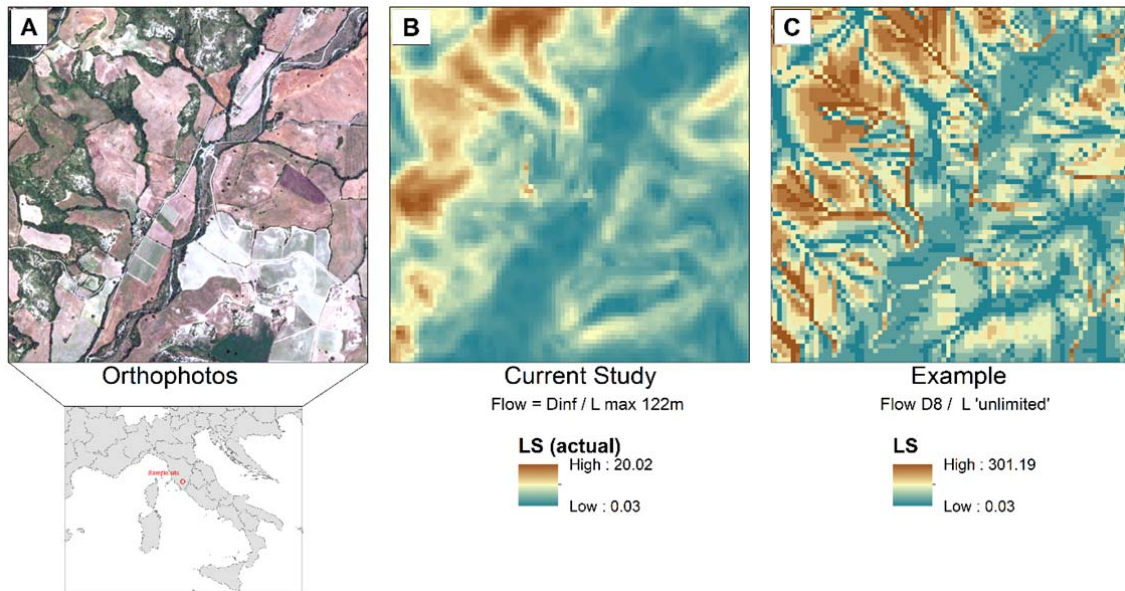 A
B
C
Orthophotos
Current Study
Example
Flow = Dinf / L max 122m
Flow D8 / L 'unlimited'
LS (actual)
High : 20.02
Low : 0.03
LS
High : 301.19
Low : 0.03